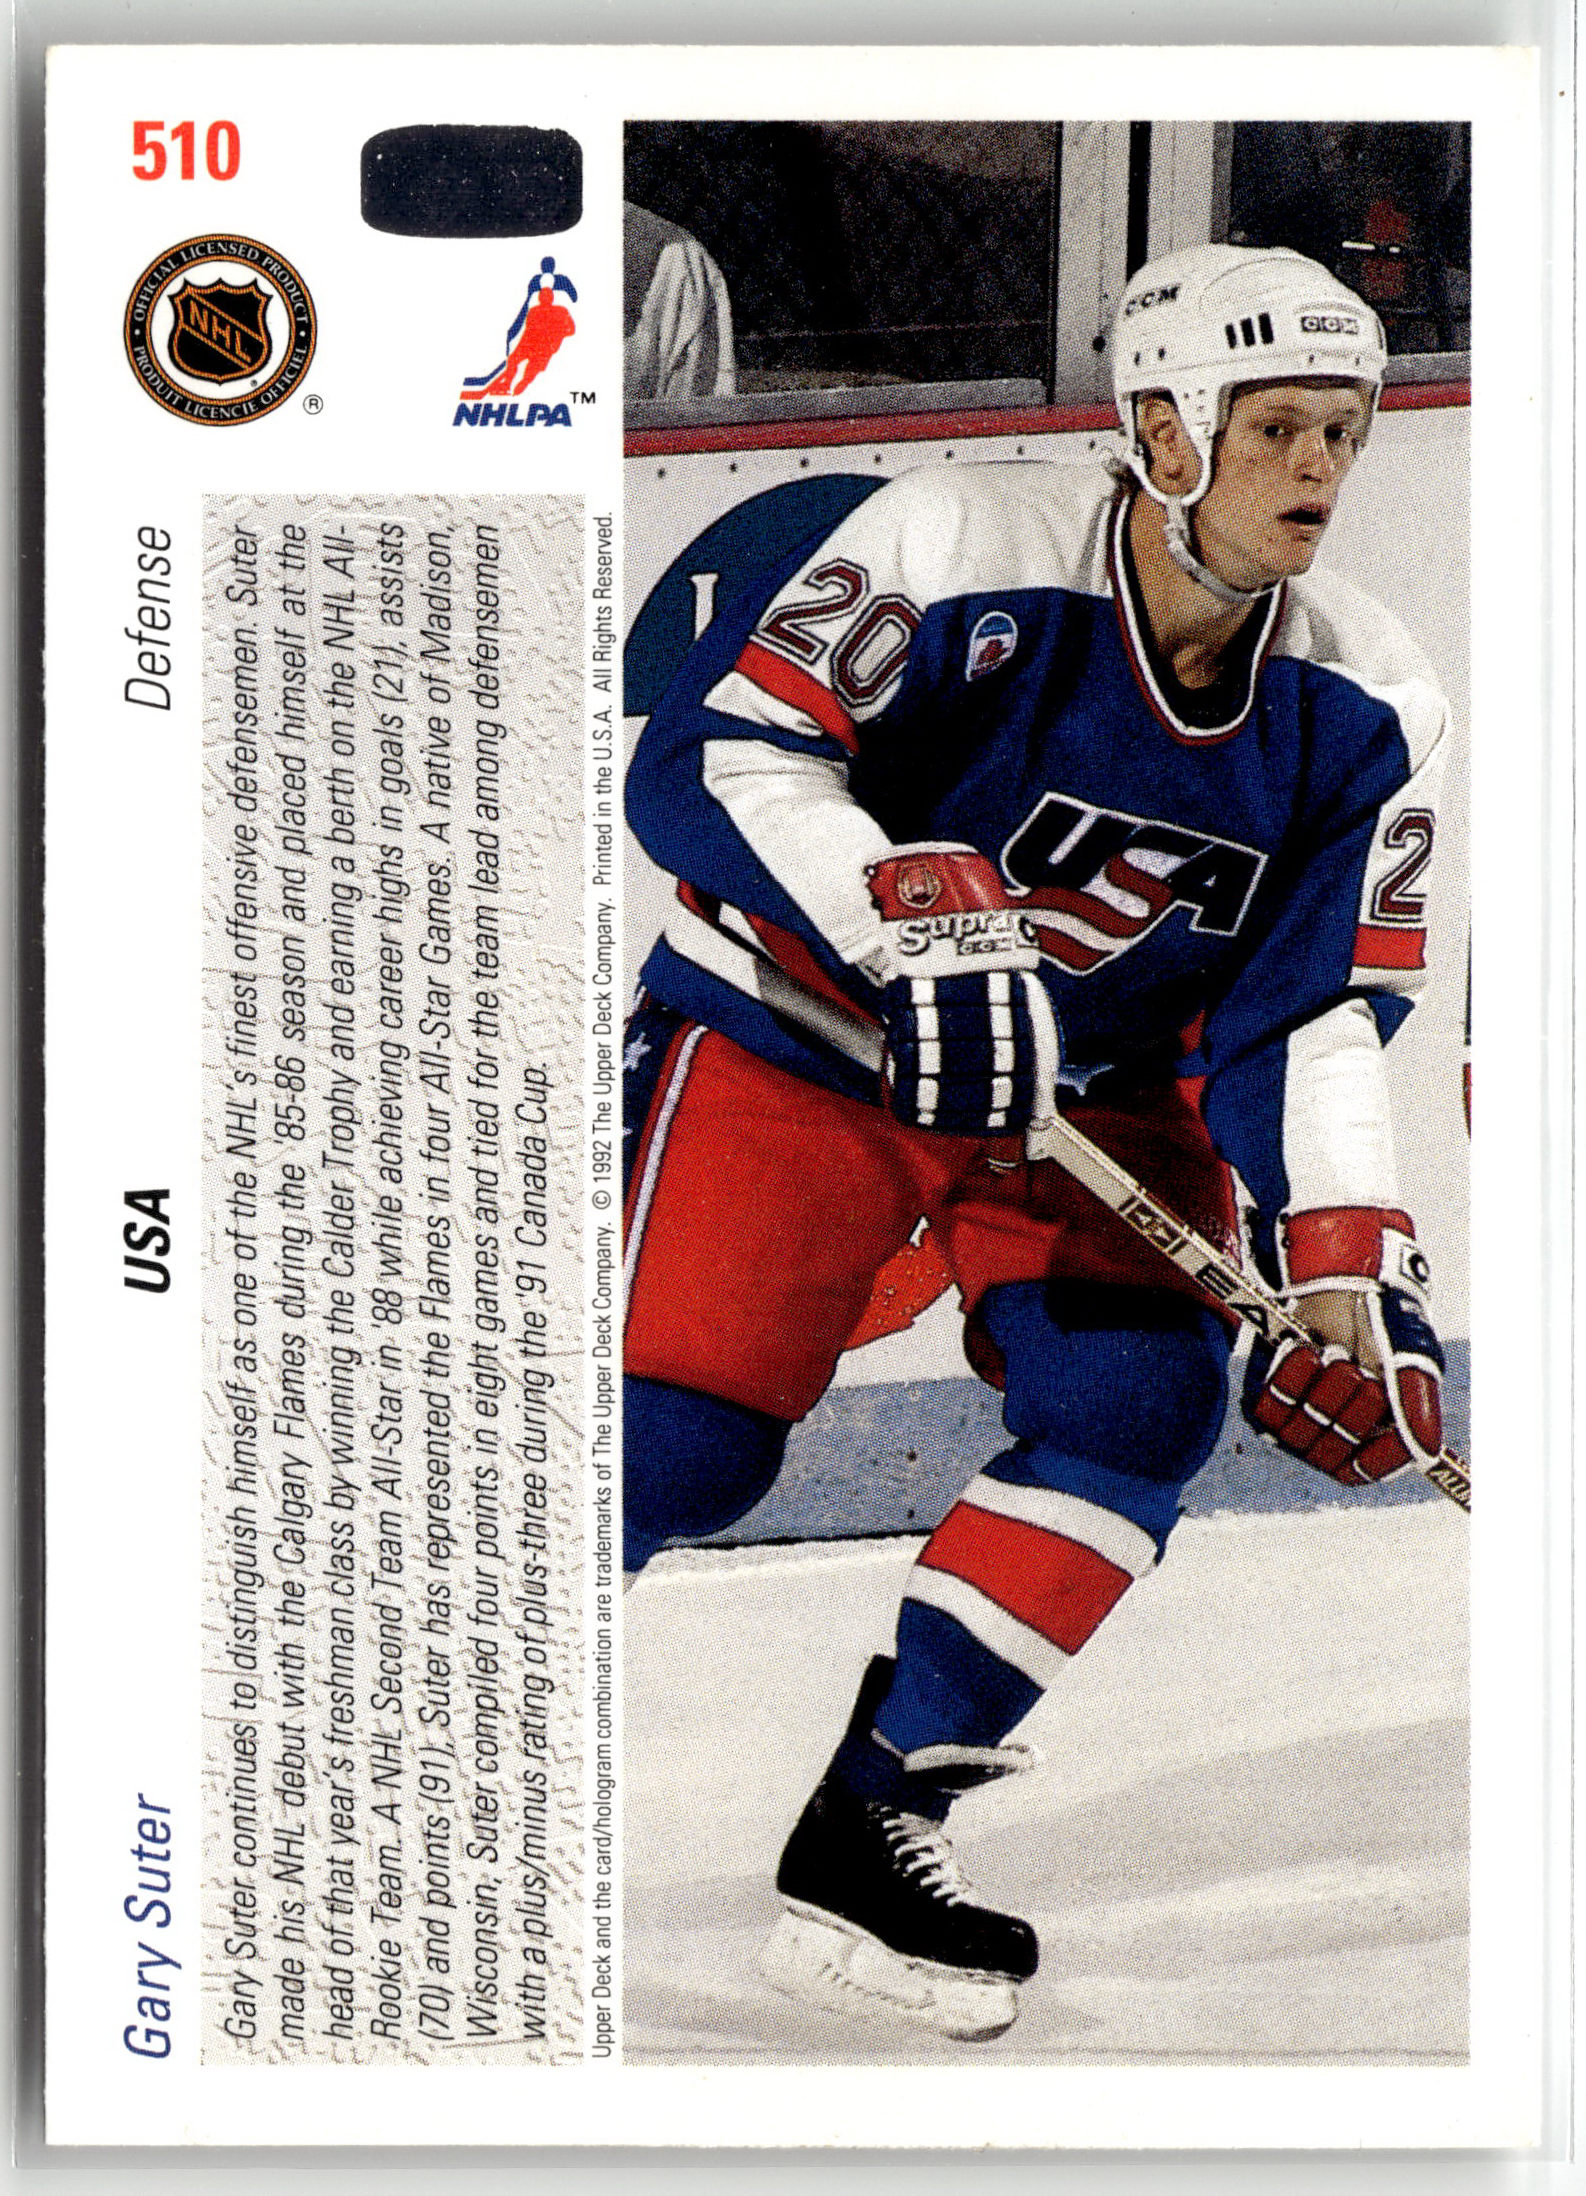 510
OFFICIAL LICENSED PRODUCT
NHL
PRODUIT LICENCIE OFFICIEL
®
NHLPA™
Gary Suter
USA
Defense
Gary Suter continues to distinguish himself as one of the NHL's finest offensive defensemen. Suter
made his NHL debut with the Calgary Flames during the '85-86 season and placed himself at the
head of that year's freshman class by winning the Calder Trophy and earning a berth on the NHL All-
Rookie Team. A NHL Second Team All-Star in '88 while achieving career highs in goals (21), assists
(70) and points (91), Suter has represented the Flames in four All-Star Games. A native of Madison,
Wisconsin, Suter compiled four points in eight games and tied for the team lead among defensemen
with a plus/minus rating of plus-three during the '91 Canada Cup.
Upper Deck and the card/hologram combination are trademarks of The Upper Deck Company. © 1992 The Upper Deck Company. Printed in the U.S.A. All Rights Reserved.
CCM
CCM
20
USA
2
Supra
CCM